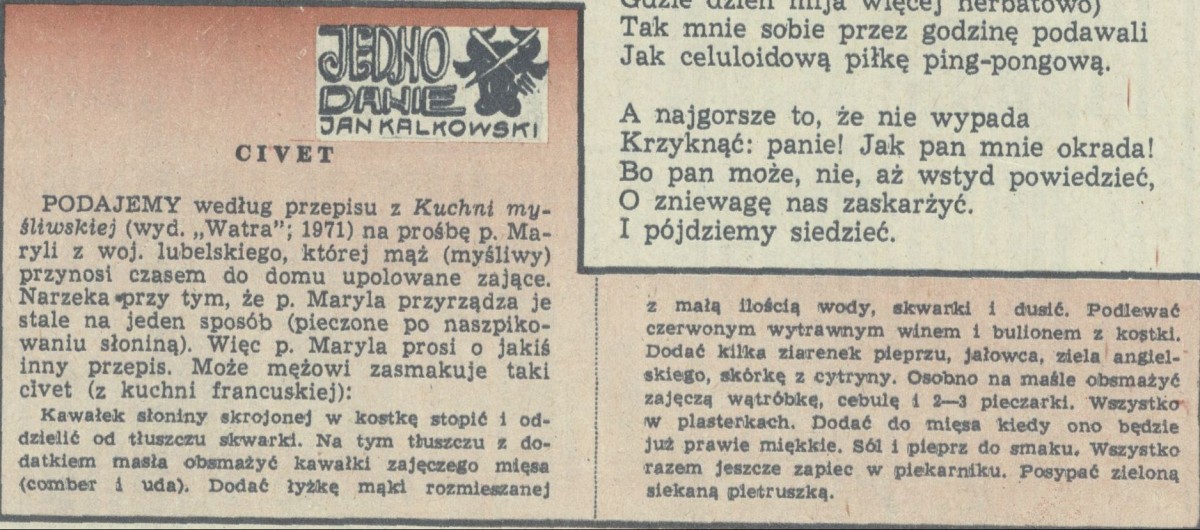 JEDNO
DANIE
JAN KALKOWSKI
CIVET
PODAJEMY według przepisu z Kuchni my-
śliwskiej (wyd. „Watra”; 1971) na prośbę p. Ma-
ryli z woj. lubelskiego, której mąż (myśliwy)
przynosi czasem do domu upolowane zające.
Narzeka przy tym, że p. Maryla przyrządza je
stale na jeden sposób (pieczone po naszpiko-
waniu słoniną). Więc p. Maryla prosi o jakiś
inny przepis. Może mężowi zasmakuje taki
civet (z kuchni francuskiej):
Kawałek słoniny skrojonej w kostkę stopić i od-
dzielić od tłuszczu skwarki. Na tym tłuszczu z do-
datkiem masła obsmażyć kawałki zajęczego mięsa
(comber i uda). Dodać łyżkę mąki rozmieszanej
z małą ilością wody, skwarki i dusić. Podlewać
czerwonym wytrawnym winem i bulionem z kostki.
Dodać kilka ziarenek pieprzu, jałowca, ziela angiel-
skiego, skórkę z cytryny. Osobno na maśle obsmażyć
zajęczą wątróbkę, cebulę i 2—3 pieczarki. Wszystko
w plasterkach. Dodać do mięsa kiedy ono będzie
już prawie miękkie. Sól i pieprz do smaku. Wszystko
razem jeszcze zapiec w piekarniku. Posypać zieloną
siekaną pietruszką.
Gdzie dzień mija więcej herbatowo)
Tak mnie sobie przez godzinę podawali
Jak celuloidową piłkę ping-pongową.
A najgorsze to, że nie wypada
Krzyknąć: panie! Jak pan mnie okrada!
Bo pan może, nie, aż wstyd powiedzieć,
O zniewagę nas zaskarżyć.
I pójdziemy siedzieć.